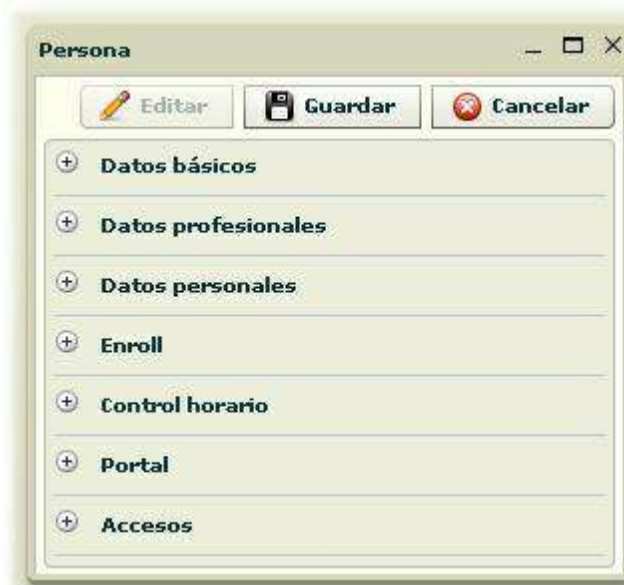 Persona
Editar Guardar Cancelar
Datos básicos
Datos profesionales
Datos personales
Enroll
Control horario
Portal
Accesos